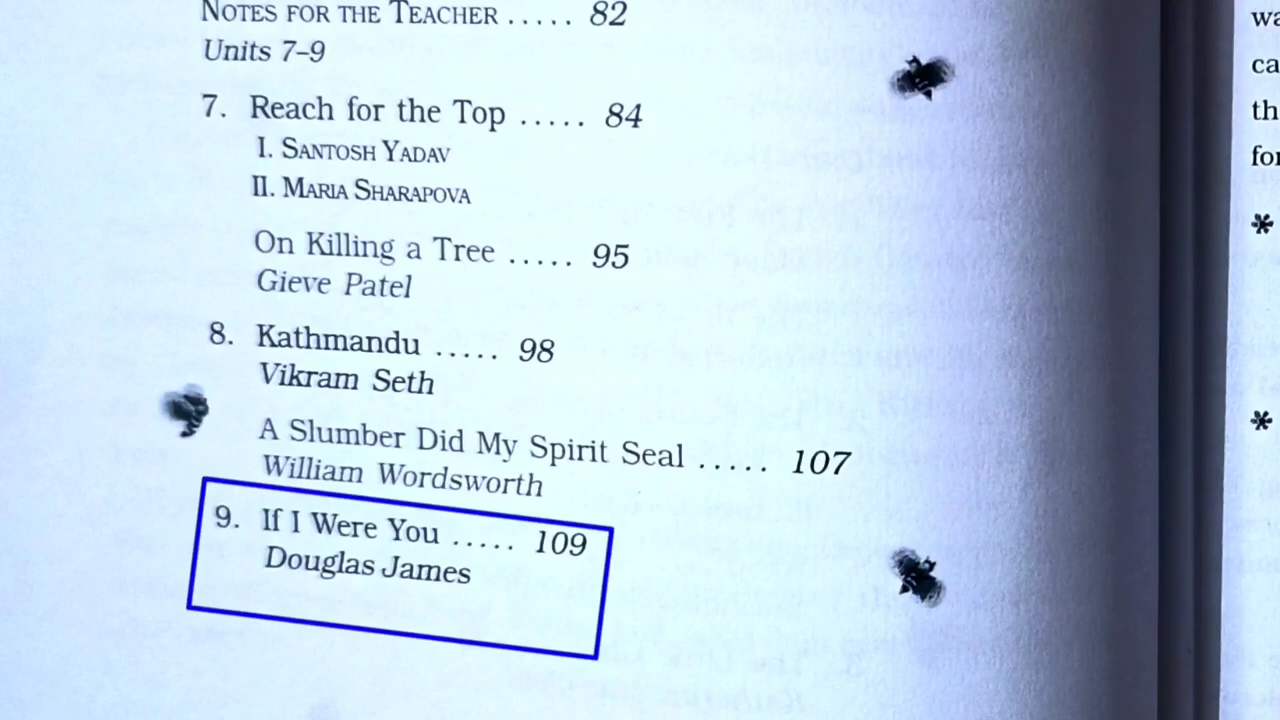 NOTES FOR THE TEACHER ..... 82
Units 7–9
7. Reach for the Top ..... 84
I. SANTOSH YADAV
II. MARIA SHARAPOVA
On Killing a Tree ..... 95
Gieve Patel
8. Kathmandu ..... 98
Vikram Seth
A Slumber Did My Spirit Seal ..... 107
William Wordsworth
9. If I Were You ..... 109
Douglas James
*
*